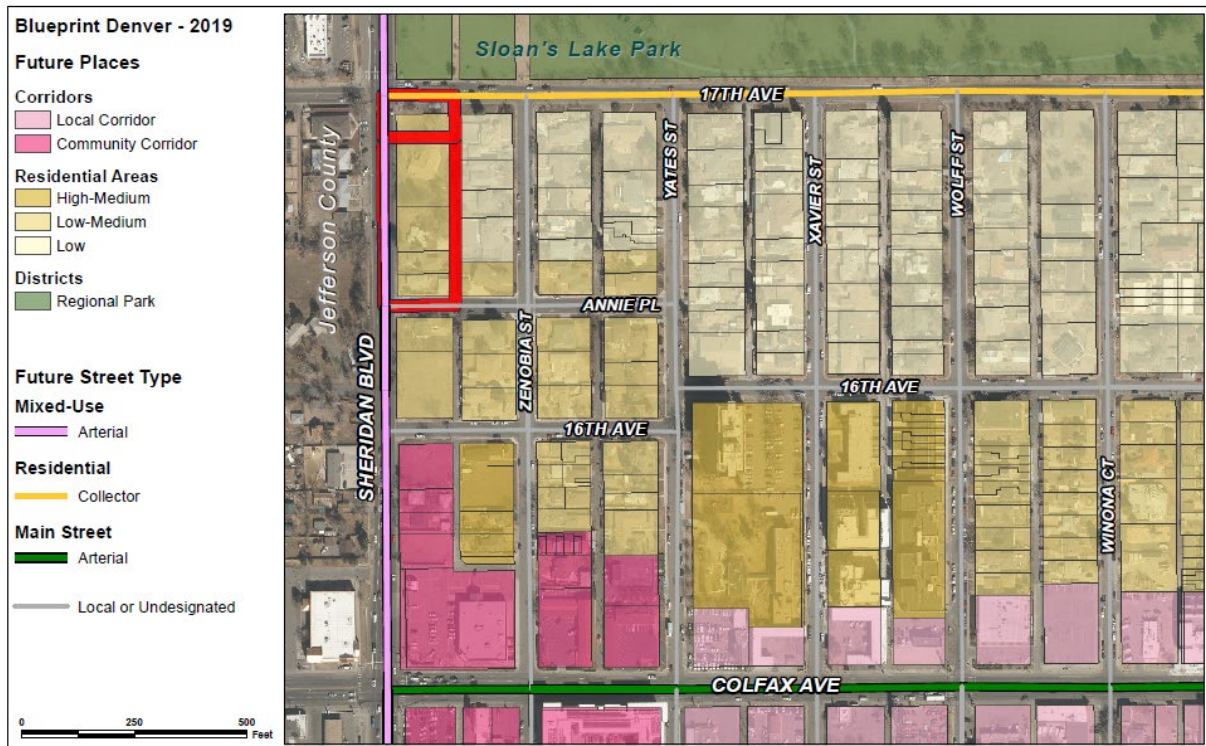 Blueprint Denver - 2019
Future Places
Corridors
Local Corridor
Community Corridor
Residential Areas
High-Medium
Low-Medium
Low
Districts
Regional Park
Future Street Type
Mixed-Use
Arterial
Residential
Collector
Main Street
Arterial
Local or Undesignated
0 250 500
Feet
Sloan's Lake Park
17TH AVE
Jefferson County
YATES ST
XAVIER ST
WOLFF ST
ANNIE PL
SHERIDAN BLVD
ZENOBIA ST
16TH AVE
16TH AVE
WINONA CT
COLFAX AVE